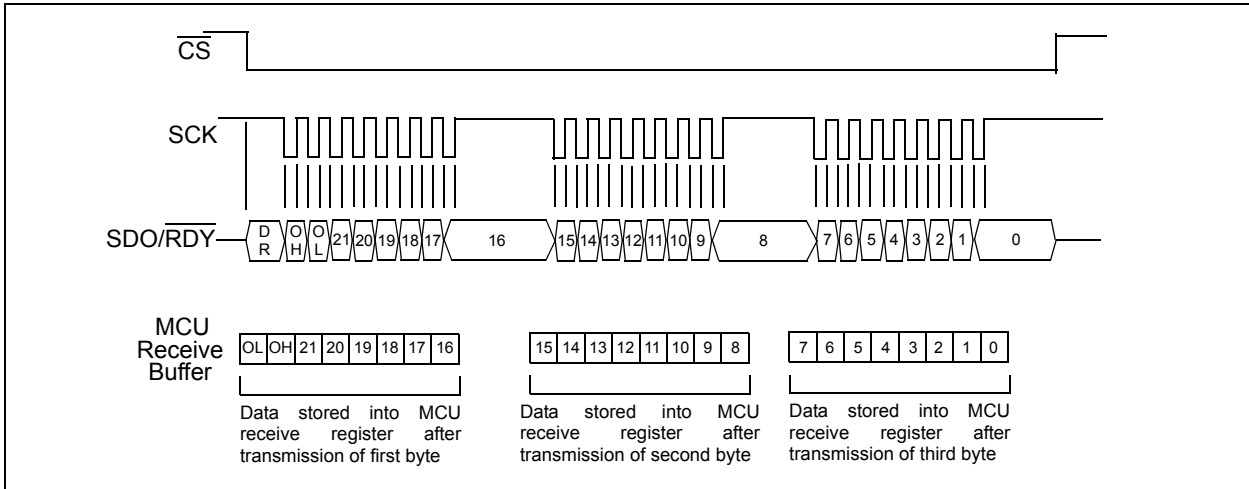 CS
SCK
SDO/RDY
D
R
O
H
O
L
21 20 19 18 17 16 15 14 13 12 11 10 9 8 7 6 5 4 3 2 1 0
MCU
Receive
Buffer
OL OH 21 20 19 18 17 16
15 14 13 12 11 10 9 8
7 6 5 4 3 2 1 0
Data stored into MCU
receive register after
transmission of first byte
Data stored into MCU
receive register after
transmission of second byte
Data stored into MCU
receive register after
transmission of third byte